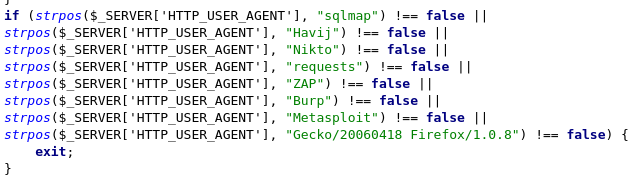 }
if (strpos($_SERVER['HTTP_USER_AGENT'], "sqlmap") !== false ||
strpos($_SERVER['HTTP_USER_AGENT'], "Havij") !== false ||
strpos($_SERVER['HTTP_USER_AGENT'], "Nikto") !== false ||
strpos($_SERVER['HTTP_USER_AGENT'], "requests") !== false ||
strpos($_SERVER['HTTP_USER_AGENT'], "ZAP") !== false ||
strpos($_SERVER['HTTP_USER_AGENT'], "Burp") !== false ||
strpos($_SERVER['HTTP_USER_AGENT'], "Metasploit") !== false ||
strpos($_SERVER['HTTP_USER_AGENT'], "Gecko/20060418 Firefox/1.0.8") !== false) {
    exit;
}